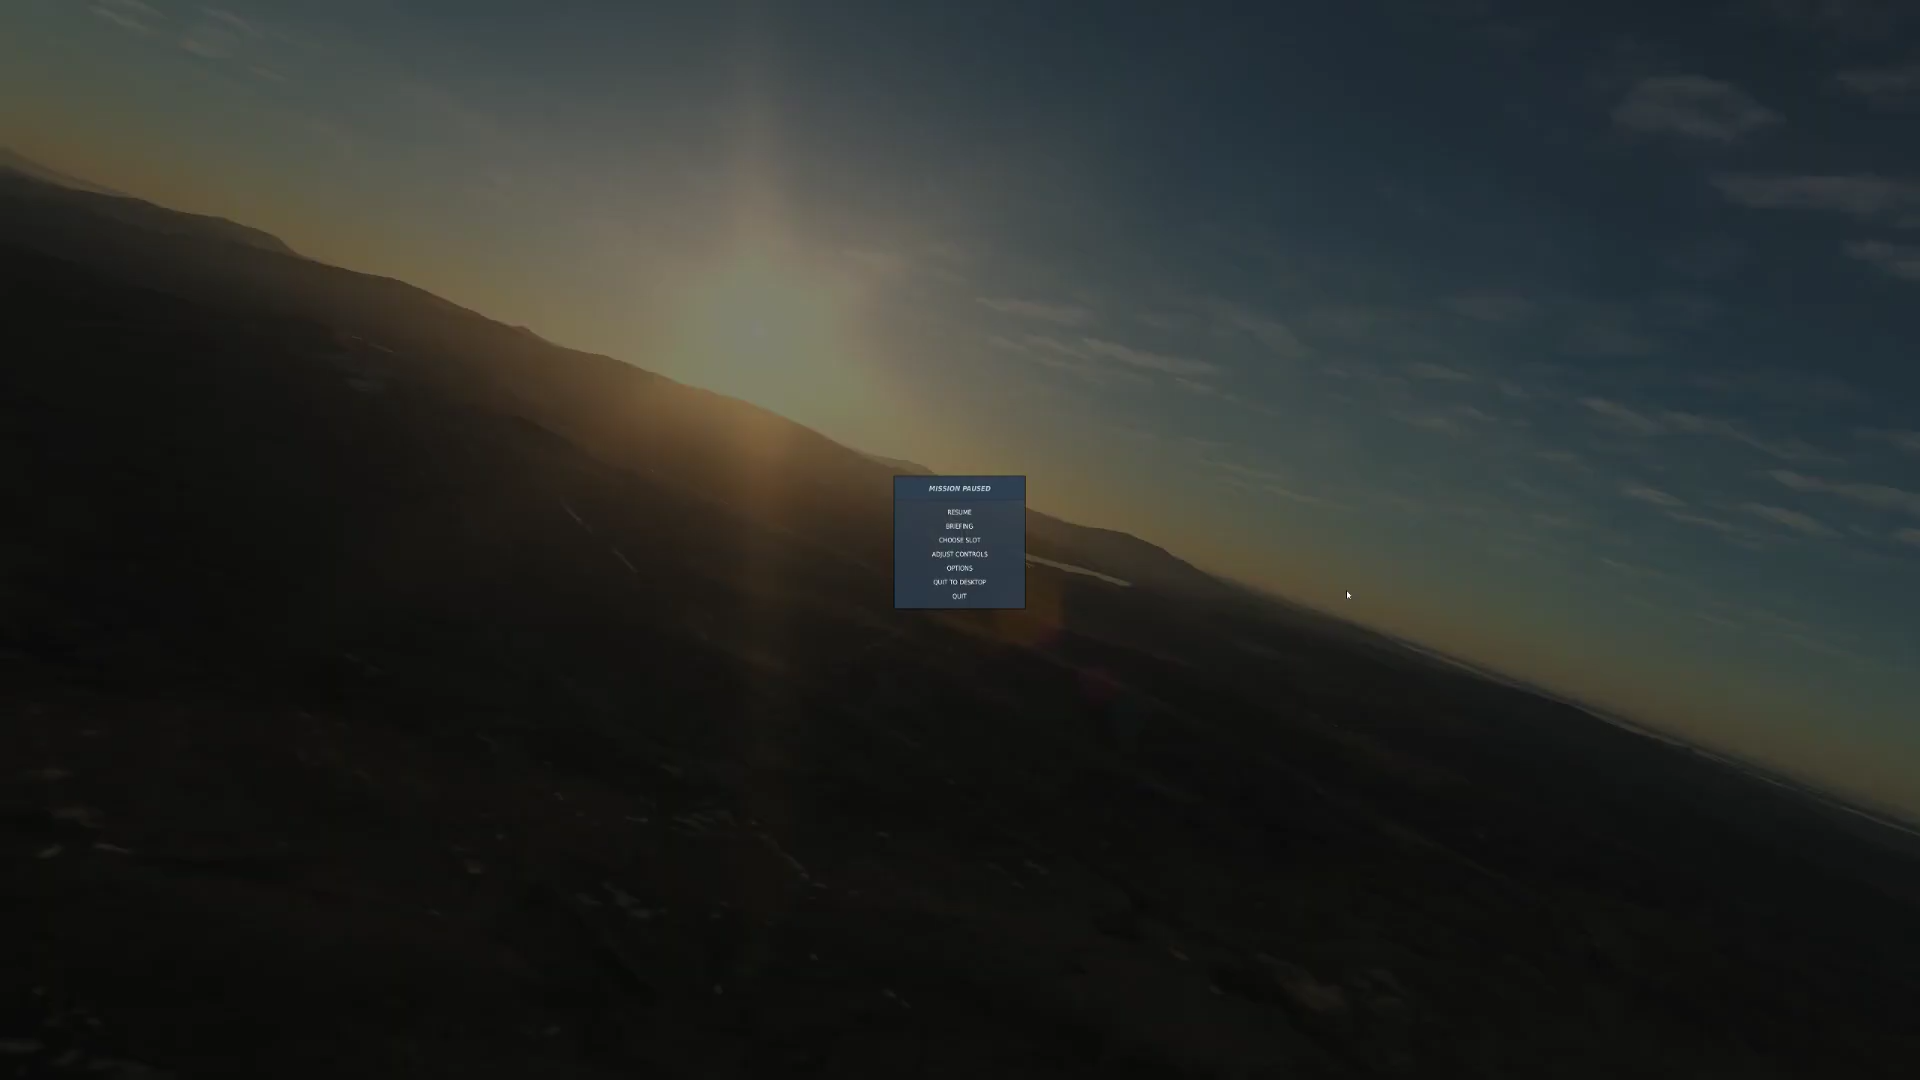 MISSION PAUSED
RESUME
BRIEFING
CHOOSE SLOT
ADJUST CONTROLS
OPTIONS
QUIT TO DESKTOP
QUIT